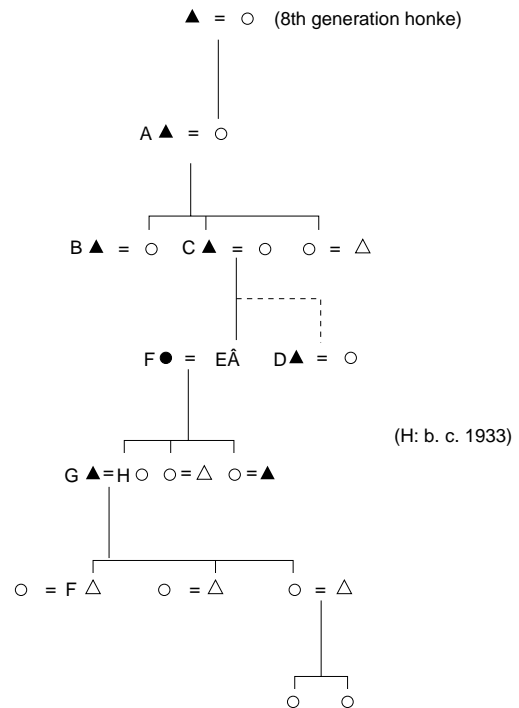 = (8th generation honke)
A =
B = C = =
F = EÂ D =
(H: b. c. 1933)
G = H = =
= F = =